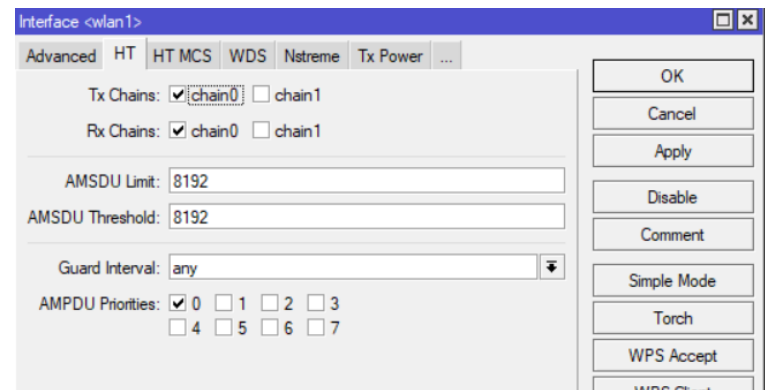 Interface <wlan1>
Advanced HT HT MCS WDS Nstreme Tx Power ...
Tx Chains: chain0 chain1
Rx Chains: chain0 chain1
AMSDU Limit: 8192
AMSDU Threshold: 8192
Guard Interval: any
AMPDU Priorities: 0 1 2 3
4 5 6 7
OK
Cancel
Apply
Disable
Comment
Simple Mode
Torch
WPS Accept
WPS Client